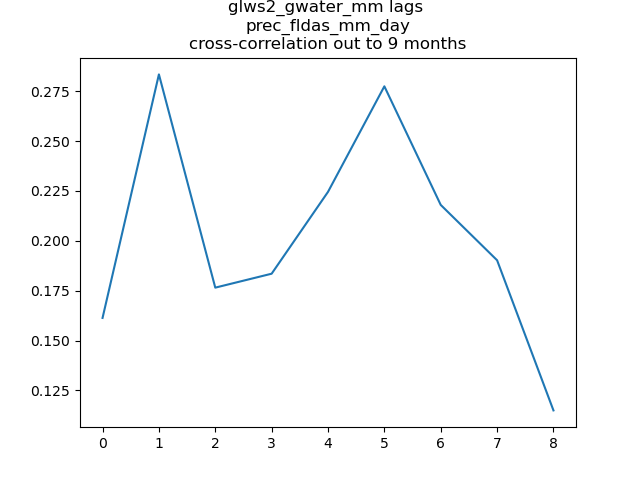 glws2_gwater_mm lags
prec_fldas_mm_day
cross-correlation out to 9 months
0.275
0.250
0.225
0.200
0.175
0.150
0.125
0 1 2 3 4 5 6 7 8